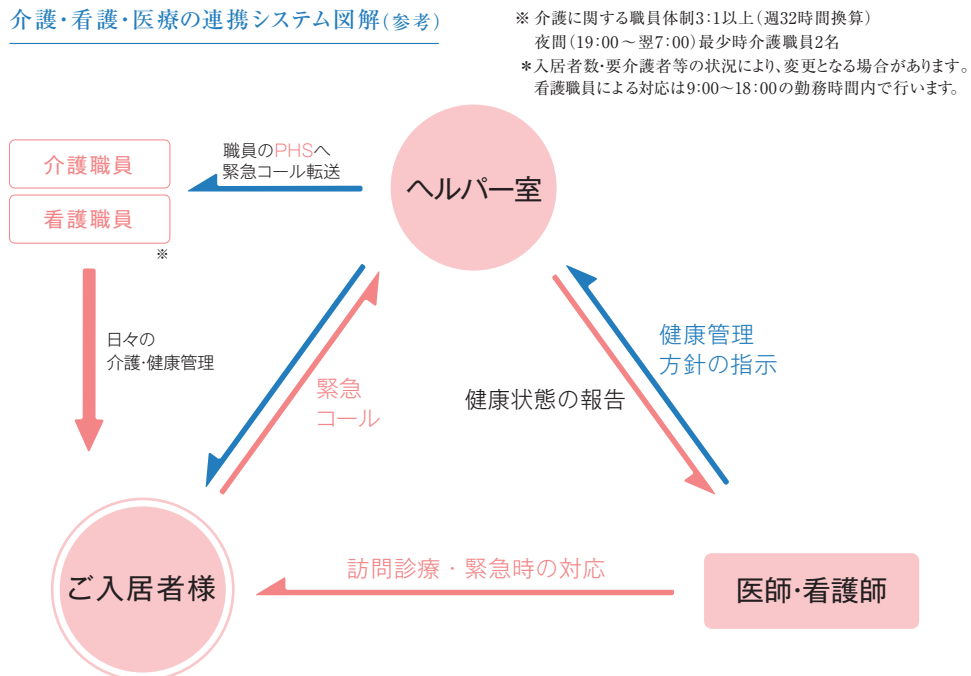 介護・看護・医療の連携システム図解(参考)
※ 介護に関する職員体制3:1以上(週32時間換算)
夜間(19:00～翌7:00)最少時介護職員2名
＊入居者数・要介護者等の状況により、変更となる場合があります。
看護職員による対応は9:00～18:00の勤務時間内で行います。
介護職員
看護職員
※
職員のPHSへ
緊急コール転送
ヘルパー室
日々の
介護・健康管理
緊急
コール
健康状態の報告
健康管理
方針の指示
ご入居者様
訪問診療・緊急時の対応
医師・看護師